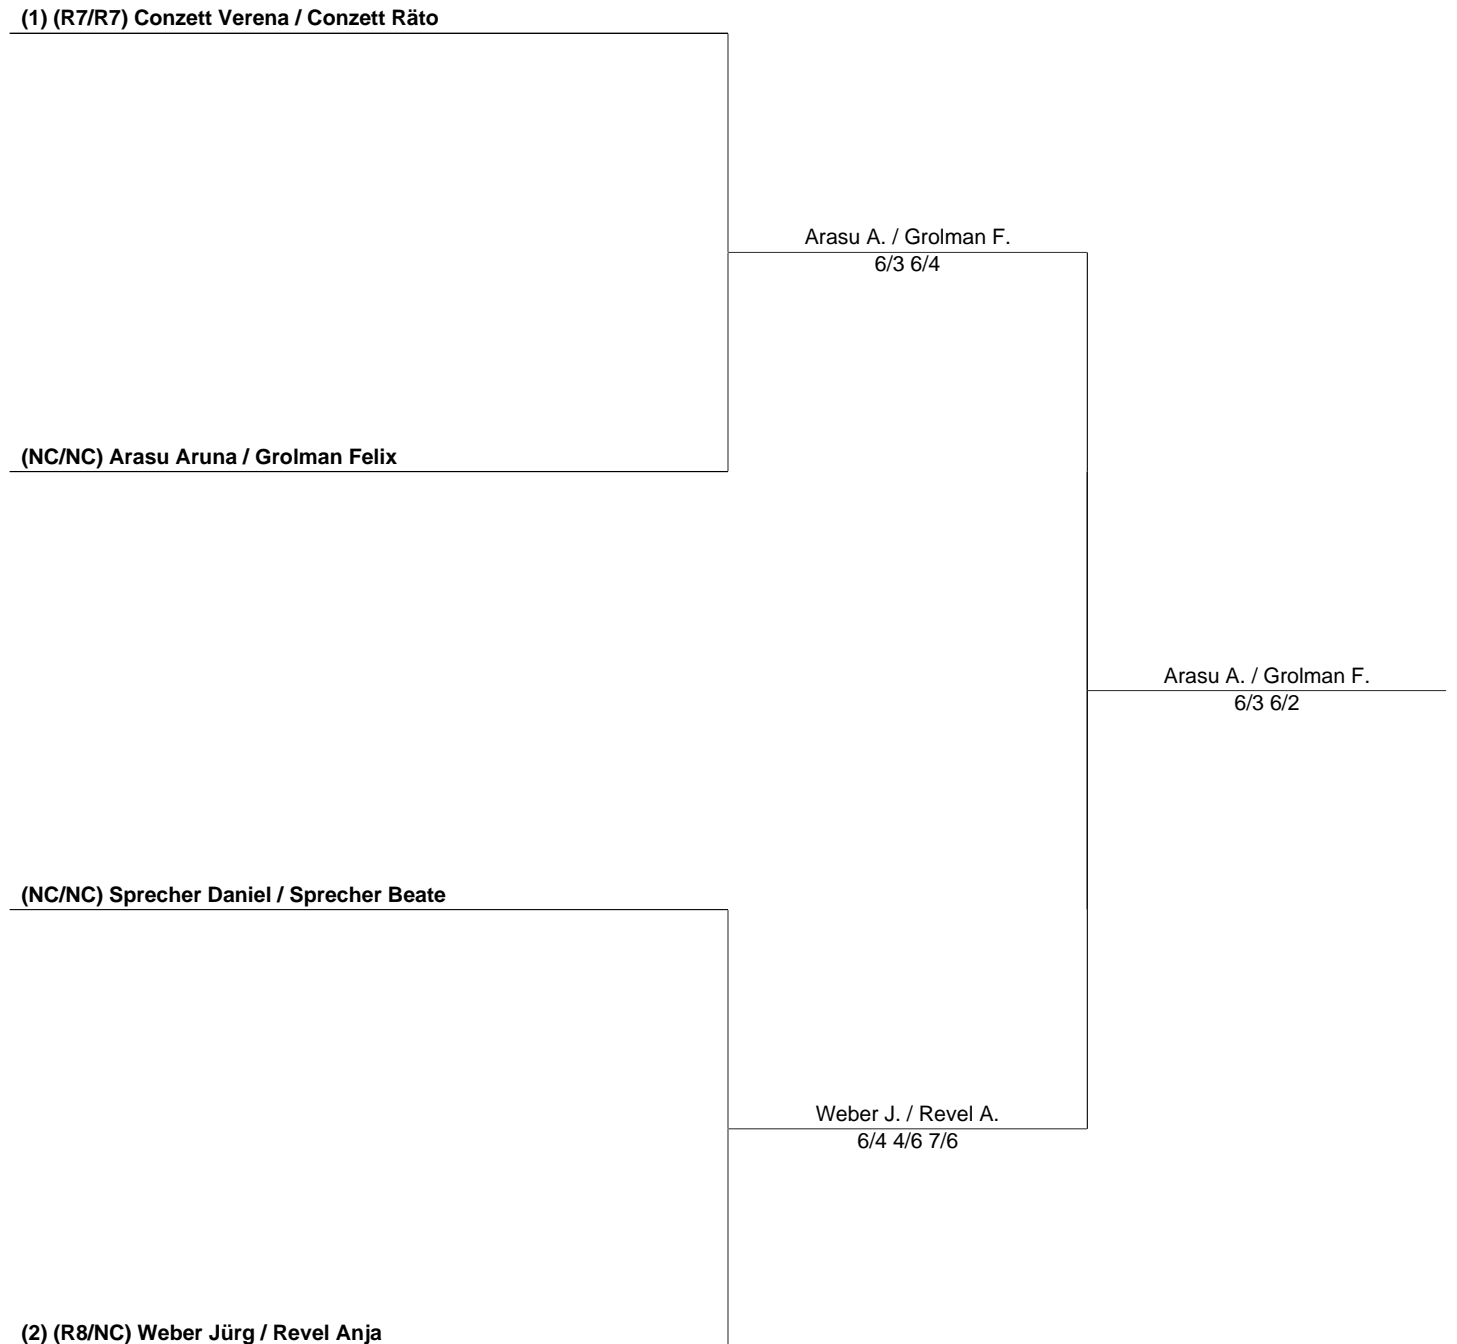 (1) (R7/R7) Conzett Verena / Conzett Räto
Arasu A. / Grolman F.
6/3 6/4
(NC/NC) Arasu Aruna / Grolman Felix
Arasu A. / Grolman F.
6/3 6/2
(NC/NC) Sprecher Daniel / Sprecher Beate
Weber J. / Revel A.
6/4 4/6 7/6
(2) (R8/NC) Weber Jürg / Revel Anja